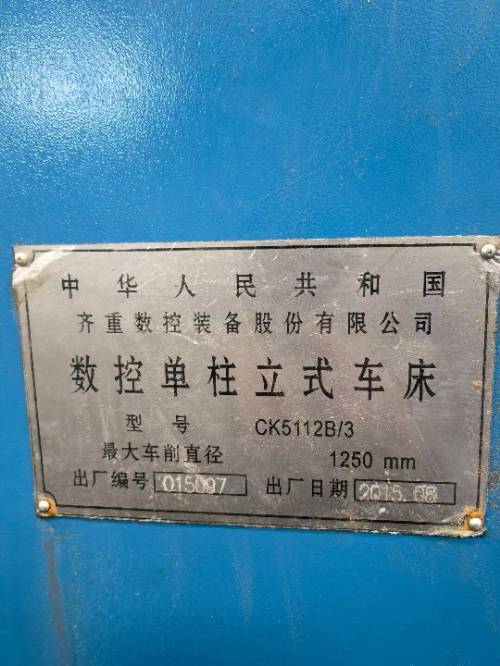 中华人民共和国
齐重数控装备股份有限公司
数控单柱立式车床
型号 CK5112B/3
最大车削直径 1250 mm
出厂编号 015097 出厂日期 2015.08